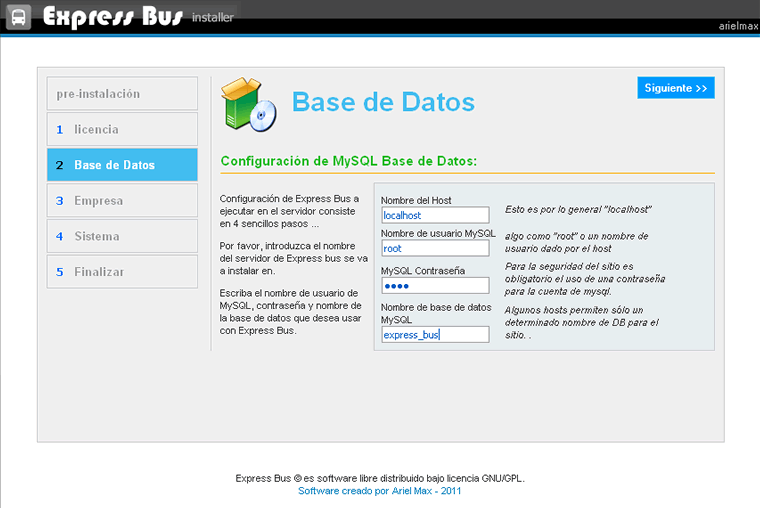 Express Bus installer
arielmax
pre-instalación
1 licencia
2 Base de Datos
3 Empresa
4 Sistema
5 Finalizar
Base de Datos
Siguiente >>
Configuración de MySQL Base de Datos:
Configuración de Express Bus a
ejecutar en el servidor consiste
en 4 sencillos pasos ...
Por favor, introduzca el nombre
del servidor de Express bus se va
a instalar en.
Escriba el nombre de usuario de
MySQL, contraseña y nombre de
la base de datos que desea usar
con Express Bus.
Nombre del Host
localhost
Esto es por lo general "localhost"
Nombre de usuario MySQL
root
algo como "root" o un nombre de
usuario dado por el host
MySQL Contraseña
••••
Para la seguridad del sitio es
obligatorio el uso de una contraseña
para la cuenta de mysql.
Nombre de base de datos
MySQL
express_bus
Algunos hosts permiten sólo un
determinado nombre de DB para el
sitio. .
Express Bus © es software libre distribuido bajo licencia GNU/GPL.
Software creado por Ariel Max - 2011